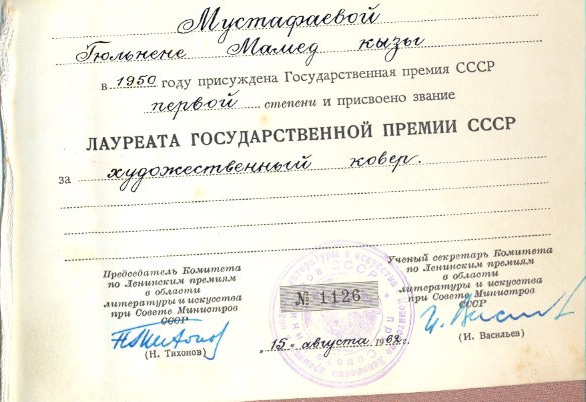 Мустафаевой
Гюльнене Мамед кызы
в 1950 году присуждена Государственная премия СССР
первой степени и присвоено звание
ЛАУРЕАТА ГОСУДАРСТВЕННОЙ ПРЕМИИ СССР
за художественный ковер.
Председатель Комитета
по Ленинским премиям
в области
литературы и искусства
при Совете Министров
СССР
(Н. Тихонов)
№ 1126
„15“ августа 196
Ученый секретарь Комитета
по Ленинским премиям
в области
литературы и искусства
при Совете Министров
СССР
(И. Васильев)